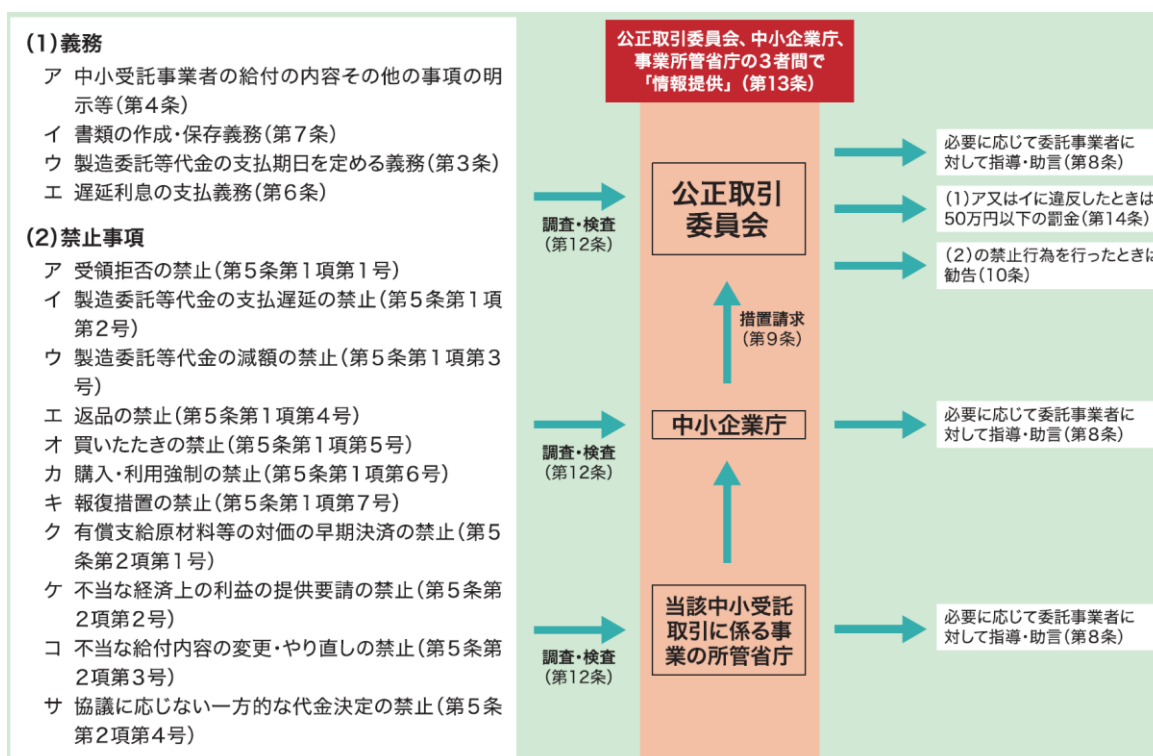 (1)義務
ア 中小受託事業者の給付の内容その他の事項の明
示等(第4条)
イ 書類の作成・保存義務(第7条)
ウ 製造委託等代金の支払期日を定める義務(第3条)
エ 遅延利息の支払義務(第6条)
(2)禁止事項
ア 受領拒否の禁止(第5条第1項第1号)
イ 製造委託等代金の支払遅延の禁止(第5条第1項
第2号)
ウ 製造委託等代金の減額の禁止(第5条第1項第3
号)
エ 返品の禁止(第5条第1項第4号)
オ 買いたたきの禁止(第5条第1項第5号)
カ 購入・利用強制の禁止(第5条第1項第6号)
キ 報復措置の禁止(第5条第1項第7号)
ク 有償支給原材料等の対価の早期決済の禁止(第5
条第2項第1号)
ケ 不当な経済上の利益の提供要請の禁止(第5条第
2項第2号)
コ 不当な給付内容の変更・やり直しの禁止(第5条第
2項第3号)
サ 協議に応じない一方的な代金決定の禁止(第5条
第2項第4号)
公正取引委員会、中小企業庁、
事業所管省庁の3者間で
「情報提供」(第13条)
調査・検査
(第12条)
公正取引
委員会
必要に応じて委託事業者に
対して指導・助言(第8条)
(1)ア又はイに違反したときは
50万円以下の罰金(第14条)
(2)の禁止行為を行ったときは
勧告(10条)
措置請求
(第9条)
調査・検査
(第12条)
中小企業庁
必要に応じて委託事業者に
対して指導・助言(第8条)
調査・検査
(第12条)
当該中小受託
取引に係る事
業の所管省庁
必要に応じて委託事業者に
対して指導・助言(第8条)